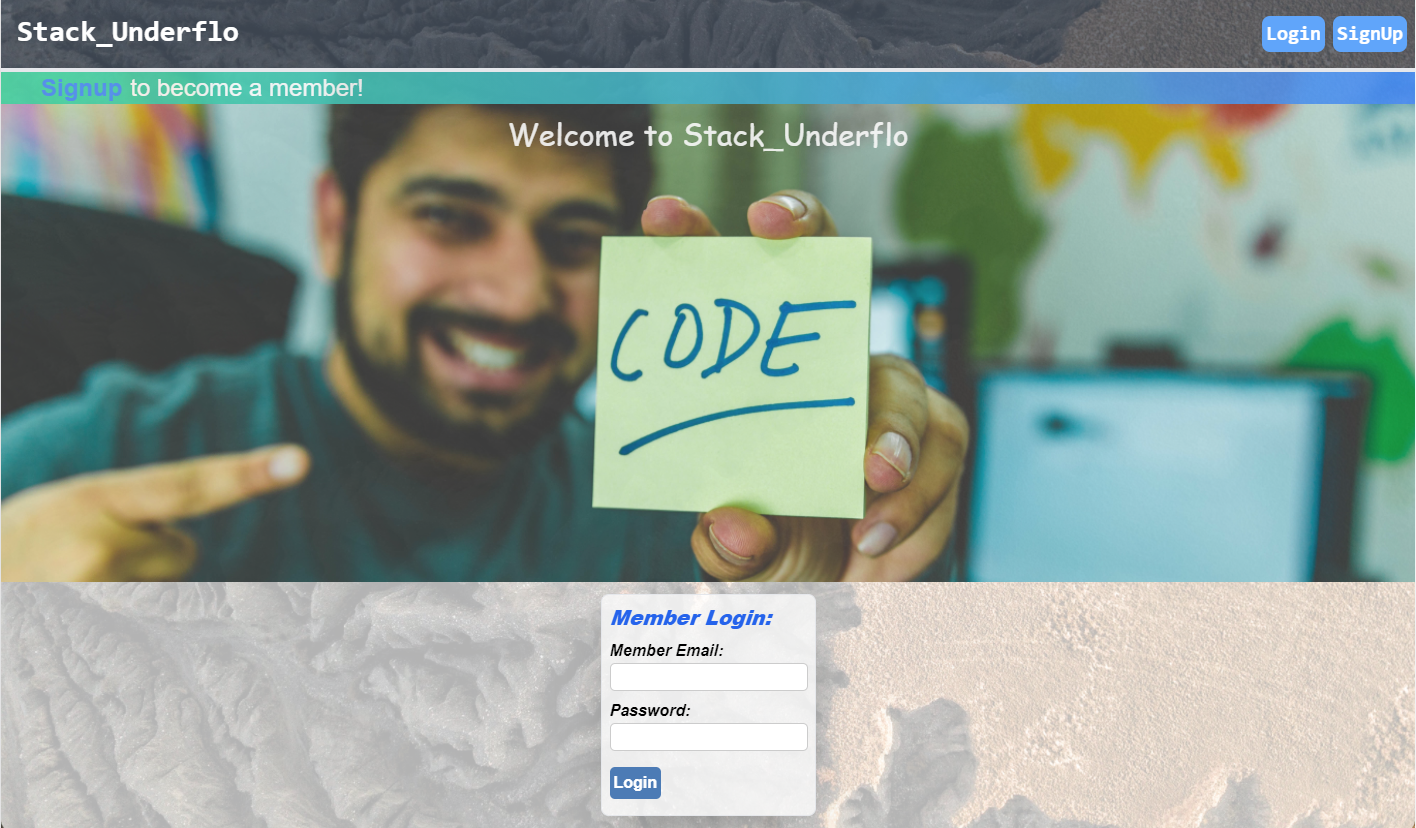 Stack_Underflo
Login SignUp
Signup to become a member!
Welcome to Stack_Underflo
CODE
Member Login:
Member Email:
Password:
Login